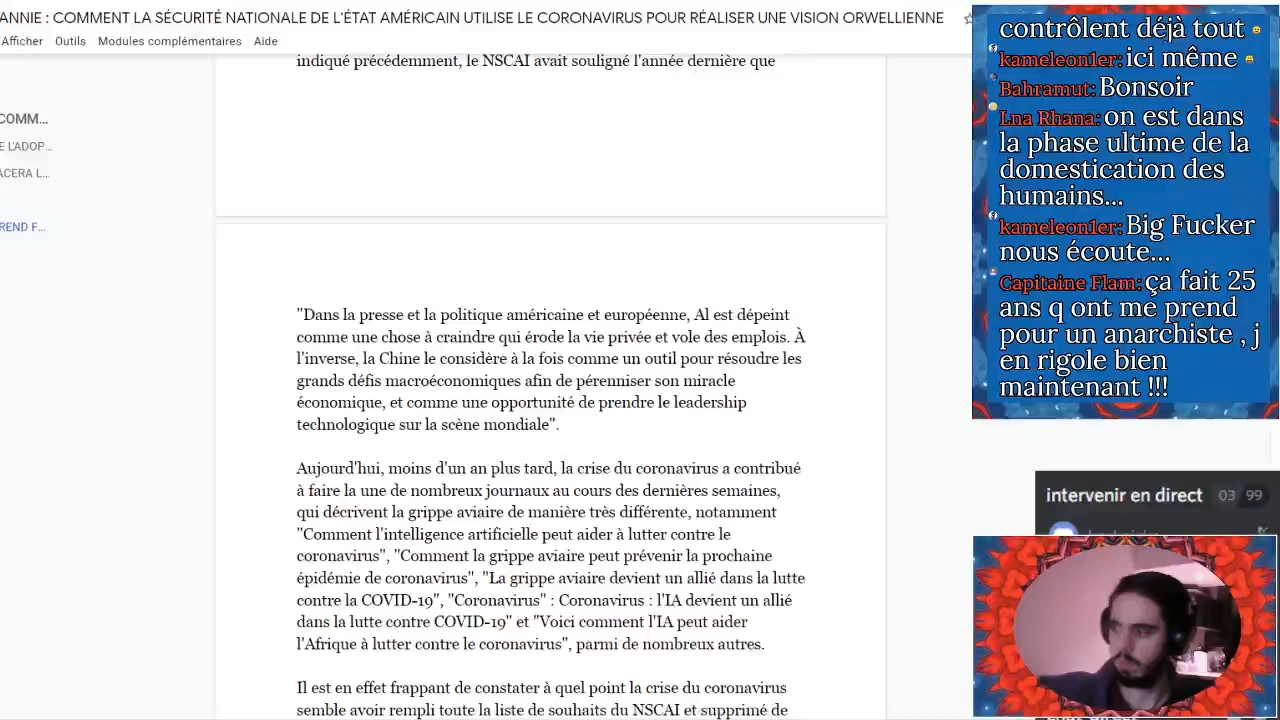 ANNIE : COMMENT LA SÉCURITÉ NATIONALE DE L'ÉTAT AMÉRICAIN UTILISE LE CORONAVIRUS POUR RÉALISER UNE VISION ORWELLIENNE
Afficher Outils Modules complémentaires Aide
COMM...
E L'ADOP...
ACERA L...
REND F...
indiqué précédemment, le NSCAI avait souligné l'année dernière que
"Dans la presse et la politique américaine et européenne, Al est dépeint
comme une chose à craindre qui érode la vie privée et vole des emplois. À
l'inverse, la Chine le considère à la fois comme un outil pour résoudre les
grands défis macroéconomiques afin de pérenniser son miracle
économique, et comme une opportunité de prendre le leadership
technologique sur la scène mondiale".
Aujourd'hui, moins d'un an plus tard, la crise du coronavirus a contribué
à faire la une de nombreux journaux au cours des dernières semaines,
qui décrivent la grippe aviaire de manière très différente, notamment
"Comment l'intelligence artificielle peut aider à lutter contre le
coronavirus", "Comment la grippe aviaire peut prévenir la prochaine
épidémie de coronavirus", "La grippe aviaire devient un allié dans la lutte
contre la COVID-19", "Coronavirus" : Coronavirus : l'IA devient un allié
dans la lutte contre COVID-19" et "Voici comment l'IA peut aider
l'Afrique à lutter contre le coronavirus", parmi de nombreux autres.
Il est en effet frappant de constater à quel point la crise du coronavirus
semble avoir rempli toute la liste de souhaits du NSCAI et supprimé de
contrôlent déjà tout
kameleon1er: ici même
Bahramut: Bonsoir
Lna Rhana: on est dans
la phase ultime de la
domestication des
humains...
kameleon1er: Big Fucker
nous écoute...
Capitaine Flam: ça fait 25
ans q ont me prend
pour un anarchiste , j
en rigole bien
maintenant !!!
intervenir en direct 03 99